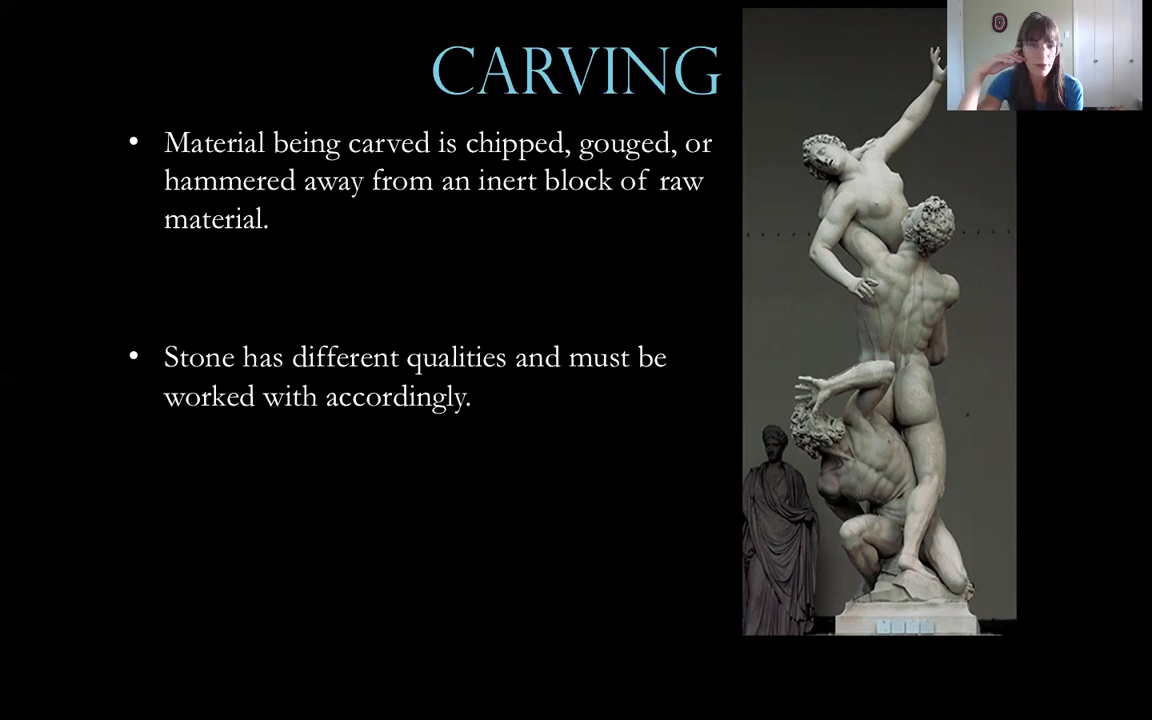 CARVING
• Material being carved is chipped, gouged, or
hammered away from an inert block of raw
material.
• Stone has different qualities and must be
worked with accordingly.